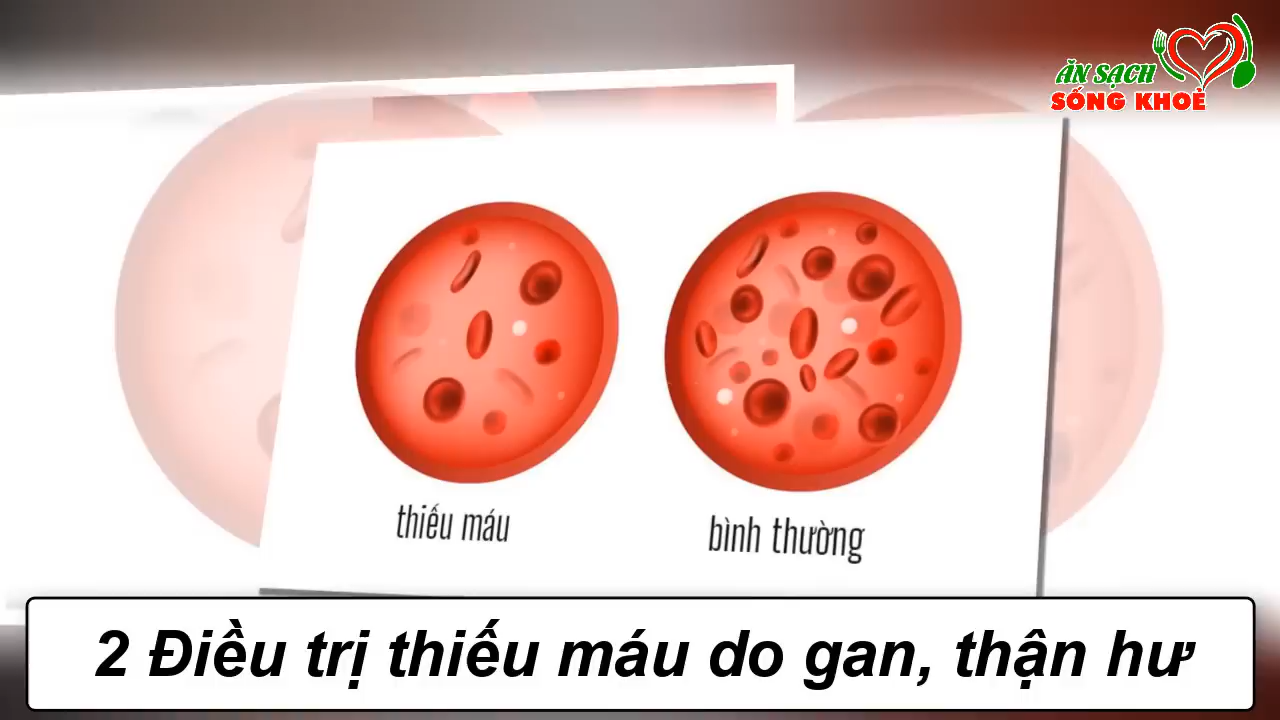 ĂN SẠCH
SỐNG KHOẺ
thiếu máu
bình thường
2 Điều trị thiếu máu do gan, thận hư